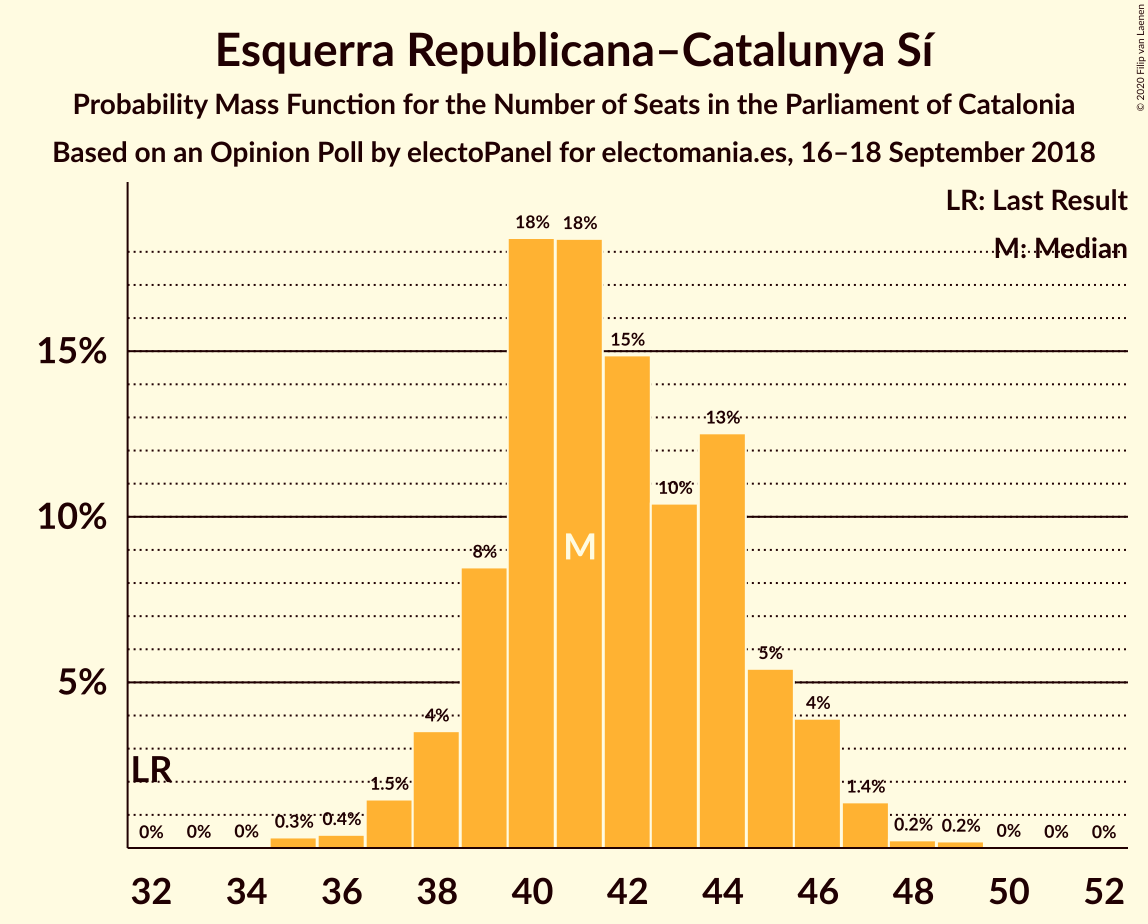 Esquerra Republicana–Catalunya Sí
Probability Mass Function for the Number of Seats in the Parliament of Catalonia
Based on an Opinion Poll by electoPanel for electomania.es, 16–18 September 2018
© 2020 Filip van Laenen
LR: Last Result
M: Median
18% 18%
15%
15%
13%
10%
10%
M
8%
5%
5%
4%
4%
LR
1.5%
1.4%
0% 0% 0% 0.3% 0.4% 0.2% 0.2% 0% 0% 0%
32 34 36 38 40 42 44 46 48 50 52